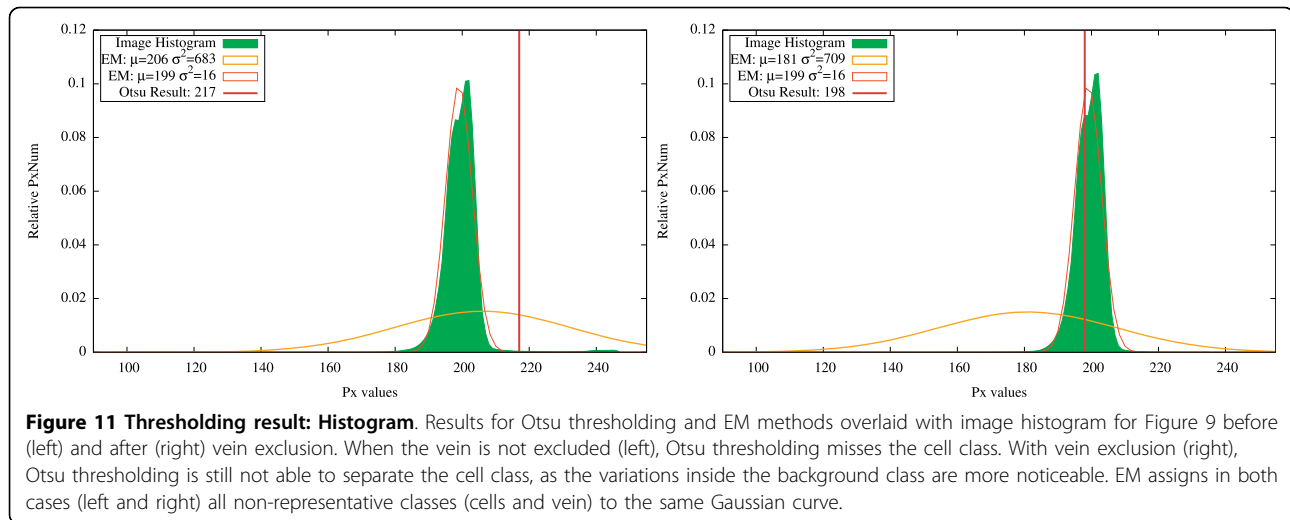 0.12
0.1
0.08
0.06
0.04
0.02
0
Relative PxNum
100 120 140 160 180 200 220 240
Px values
Image Histogram
EM: μ=206 σ²=683
EM: μ=199 σ²=16
Otsu Result: 217
0.12
0.1
0.08
0.06
0.04
0.02
0
Relative PxNum
100 120 140 160 180 200 220 240
Px values
Image Histogram
EM: μ=181 σ²=709
EM: μ=199 σ²=16
Otsu Result: 198
Figure 11 Thresholding result: Histogram. Results for Otsu thresholding and EM methods overlaid with image histogram for Figure 9 before
(left) and after (right) vein exclusion. When the vein is not excluded (left), Otsu thresholding misses the cell class. With vein exclusion (right),
Otsu thresholding is still not able to separate the cell class, as the variations inside the background class are more noticeable. EM assigns in both
cases (left and right) all non-representative classes (cells and vein) to the same Gaussian curve.